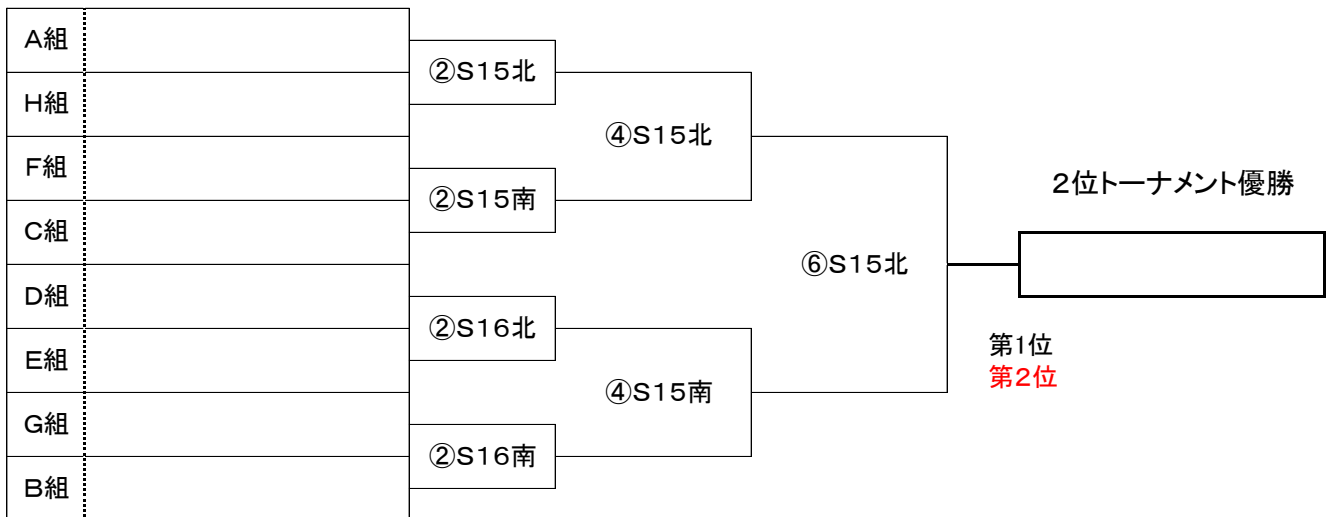 A組
H組
F組
C組
D組
E組
G組
B組
②S15北
②S15南
②S16北
②S16南
④S15北
④S15南
⑥S15北
2位トーナメント優勝
第1位
第2位